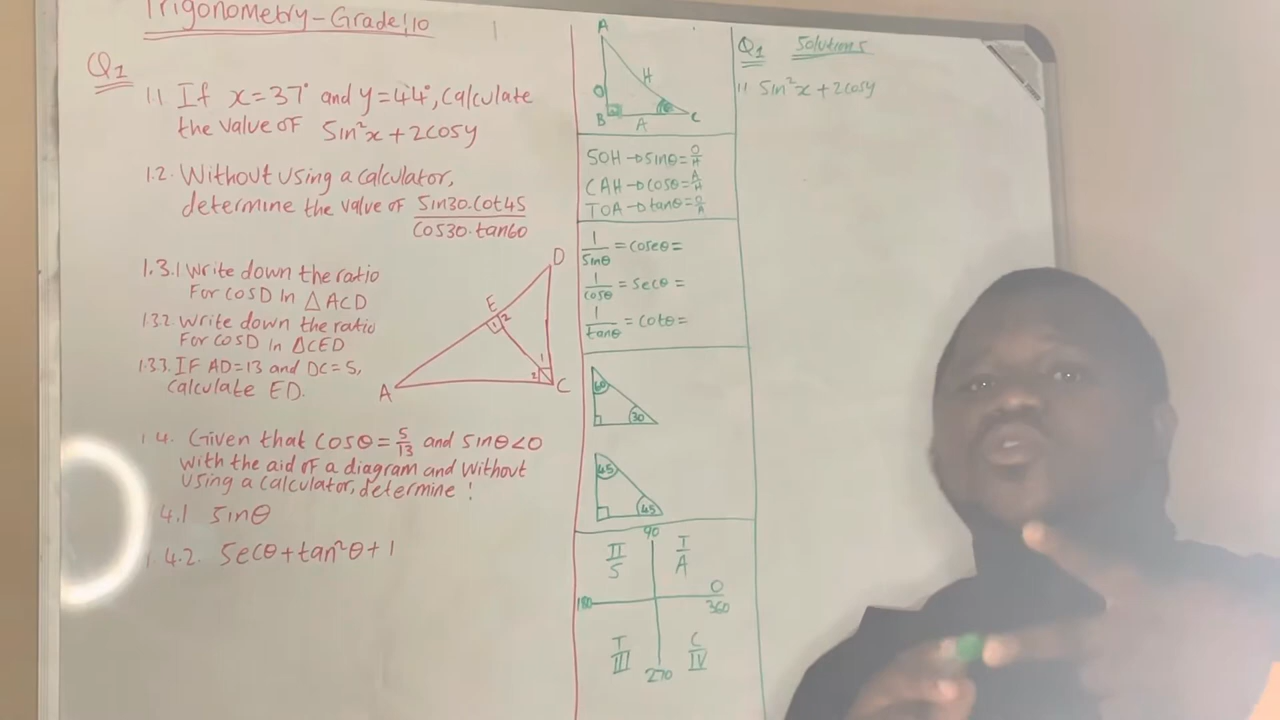 Trigonometry - Grade 10
Q1
1.1 If x=37° and y=44°, calculate
the value of Sin²x + 2cosy
1.2. Without using a calculator,
determine the value of Sin30.Cot45
Cos30.tan60
1.3.1 Write down the ratio
For COSD In △ACD
1.3.2. Write down the ratio
For COSD In △CED
1.3.3. IF AD=13 and DC=5,
Calculate ED.
D
E
1 2
1
2
A
C
1 4. Given that COSθ = 5/13 and sinθ<0
with the aid of a diagram and Without
Using a calculator, determine :
4.1 sinθ
1.4.2. Secθ + tan²θ + 1
A
O
H
B
A
C
SOH → sinθ = O/H
CAH → cosθ = A/H
TOA → tanθ = O/A
1/sinθ = cosecθ =
1/cosθ = secθ =
1/tanθ = cotθ =
60
30
45
45
90
II
S
I
A
180
0
360
T
III
C
IV
270
Q1 Solutions
1.1 Sin²x + 2cosy